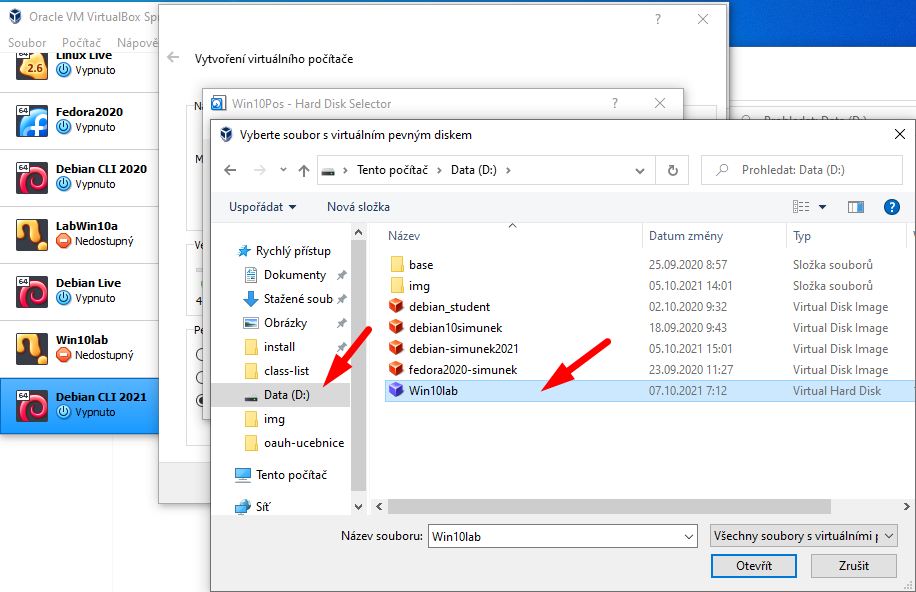 Oracle VM VirtualBox Sp
Soubor Počítač Nápově
Linux Live
64
2.6
Vypnuto
64
Fedora2020
Vypnuto
64
Debian CLI 2020
Vypnuto
LabWin10a
Nedostupný
64
Debian Live
Vypnuto
Win10lab
Nedostupný
64
Debian CLI 2021
Vypnuto
?
Vytvoření virtuálního počítače
Win10Pos - Hard Disk Selector
?
Vyberte soubor s virtuálním pevným diskem
Tento počítač
Data (D:)
Prohledat: Data (D:)
Uspořádat
Nová složka
?
Rychlý přístup
Dokumenty
Stažené soub
Obrázky
install
class-list
Data (D:)
img
oauh-ucebnice
Tento počítač
Síť
Název Datum změny Typ
base 25.09.2020 8:57 Složka souborů
img 05.10.2021 14:01 Složka souborů
debian_student 02.10.2020 9:32 Virtual Disk Image
debian10simunek 18.09.2020 9:43 Virtual Disk Image
debian-simunek2021 05.10.2021 15:01 Virtual Disk Image
fedora2020-simunek 23.09.2020 11:27 Virtual Disk Image
Win10lab 07.10.2021 7:12 Virtual Hard Disk
Název souboru: Win10lab
Všechny soubory s virtuálními p
Otevřít Zrušit